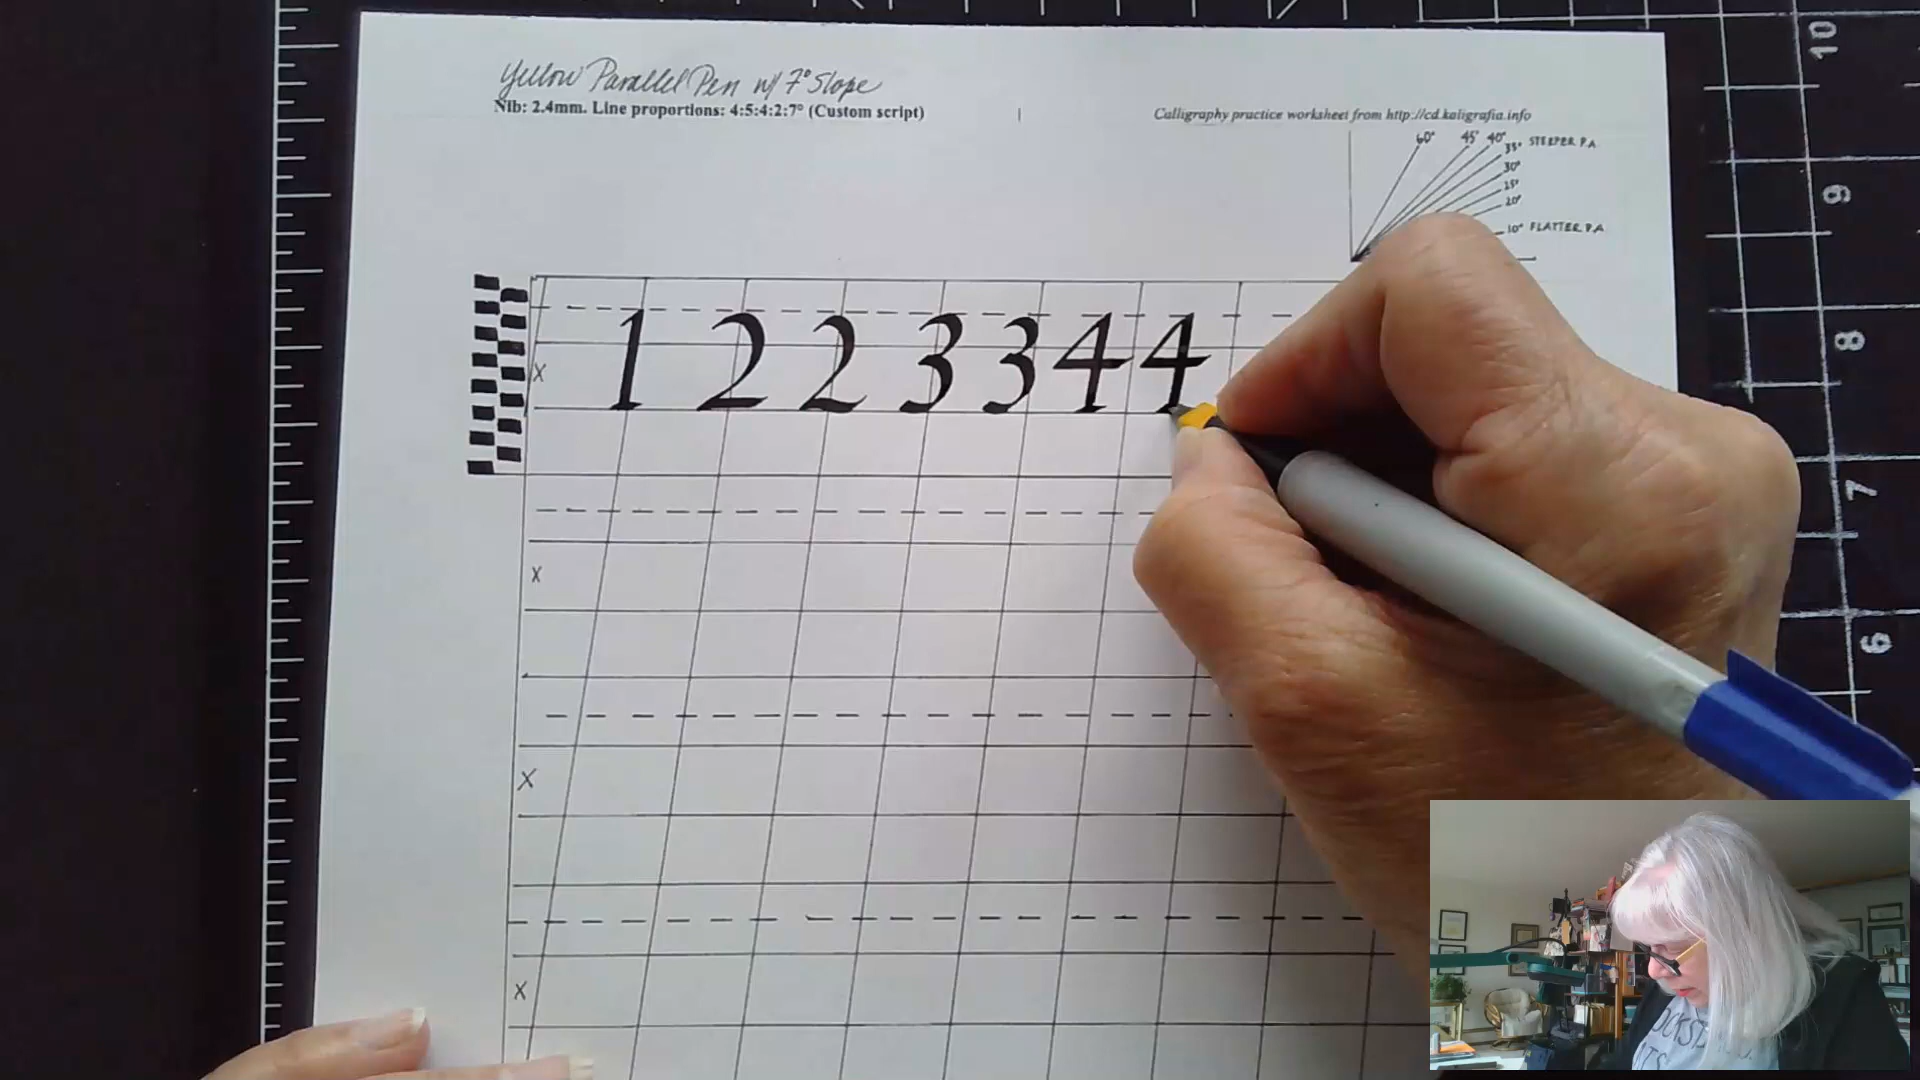 Yellow Parallel Pen w/ 7° Slope
Nib: 2.4mm. Line proportions: 4:5:4:2:7° (Custom script)
Calligraphy practice worksheet from http://cd.kaligrafia.info
60° 45° 40° 35° STEEPER P.A
30°
25°
20°
10° FLATTER P.A
1 2 2 3 3 4 4
X
X
X
X
10
9
8
7
6